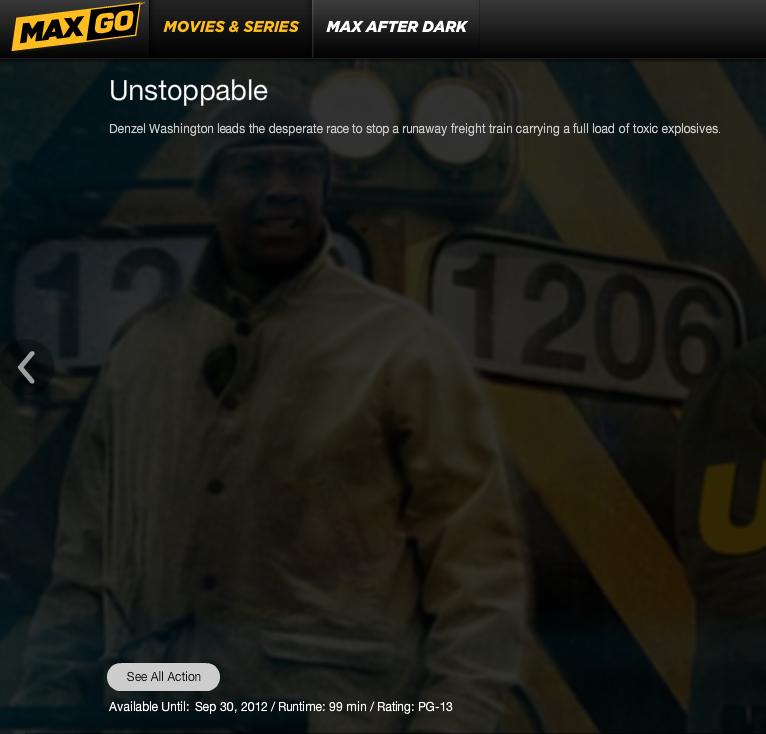 MAX GO
MOVIES & SERIES
MAX AFTER DARK
Unstoppable
Denzel Washington leads the desperate race to stop a runaway freight train carrying a full load of toxic explosives.
12
1206
U
See All Action
Available Until: Sep 30, 2012 / Runtime: 99 min / Rating: PG-13